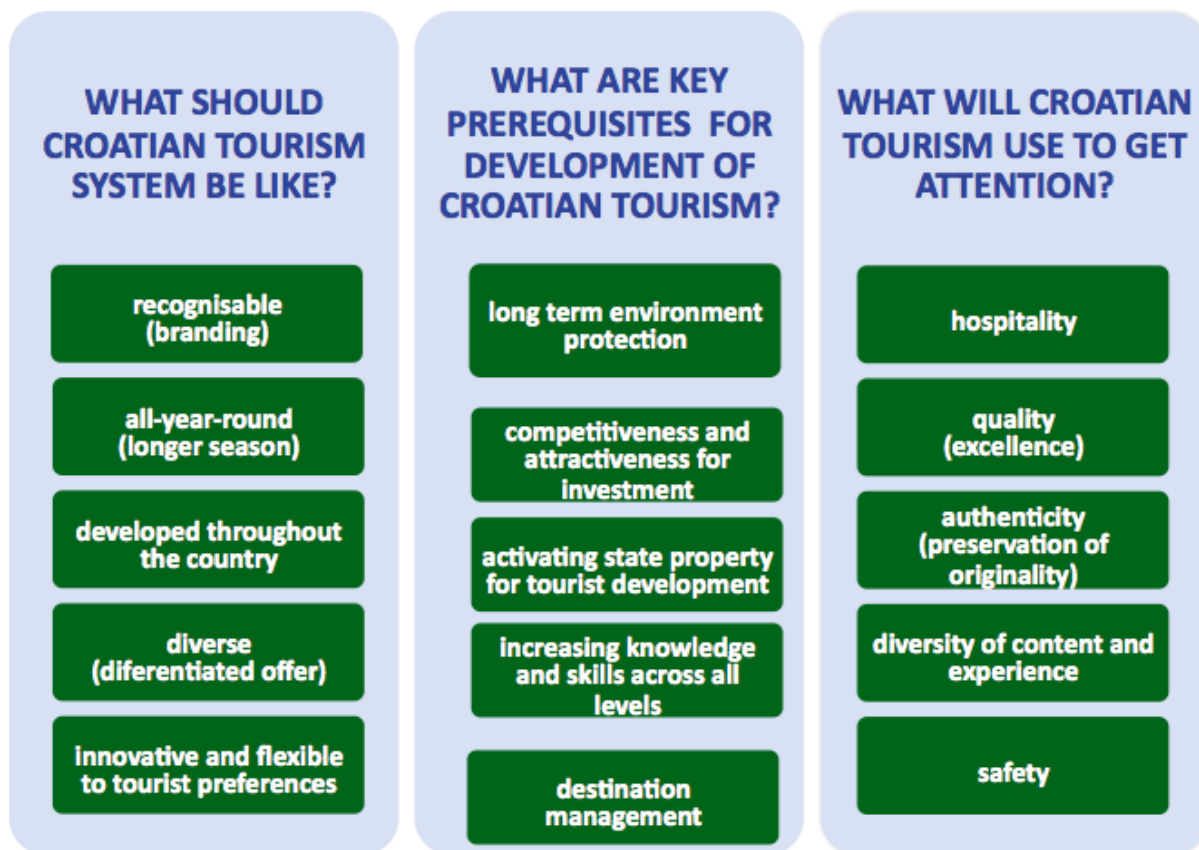 WHAT SHOULD
CROATIAN TOURISM
SYSTEM BE LIKE?
recognisable
(branding)
all-year-round
(longer season)
developed throughout
the country
diverse
(diferentiated offer)
innovative and flexible
to tourist preferences
WHAT ARE KEY
PREREQUISITES FOR
DEVELOPMENT OF
CROATIAN TOURISM?
long term environment
protection
competitiveness and
attractiveness for
investment
activating state property
for tourist development
increasing knowledge
and skills across all
levels
destination
management
WHAT WILL CROATIAN
TOURISM USE TO GET
ATTENTION?
hospitality
quality
(excellence)
authenticity
(preservation of
originality)
diversity of content and
experience
safety